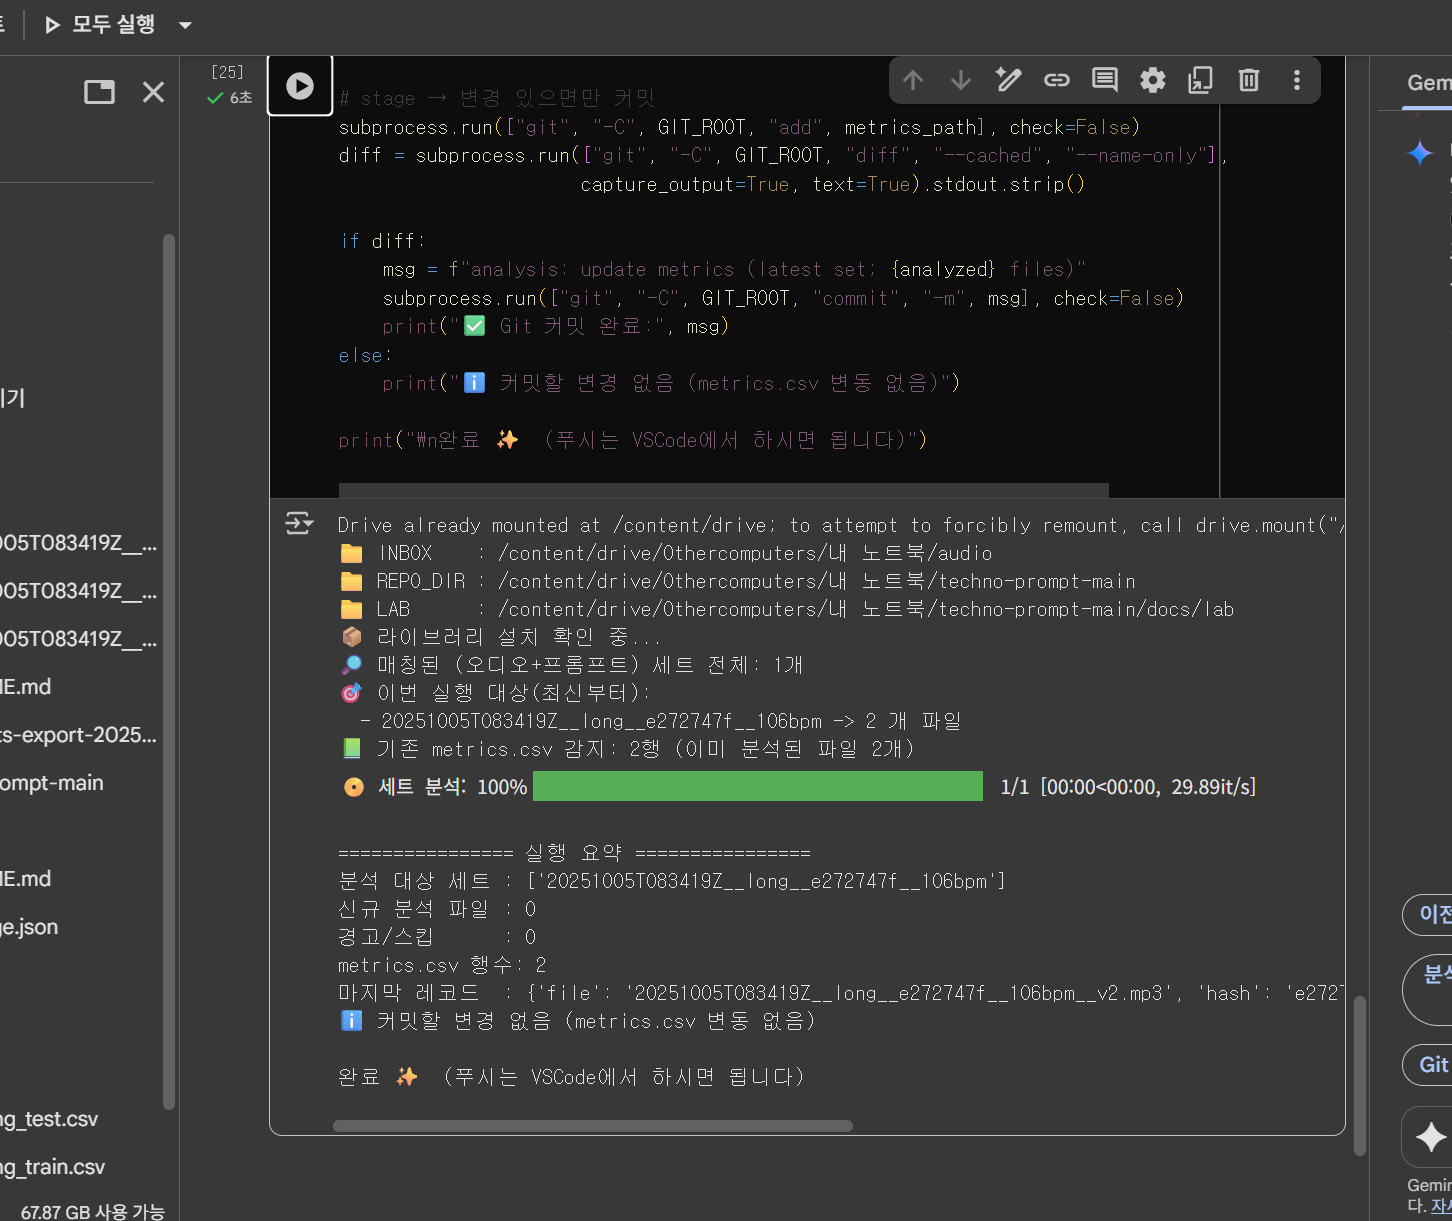 모두 실행
[25]
6초
# stage → 변경 있으면만 커밋
subprocess.run(["git", "-C", GIT_ROOT, "add", metrics_path], check=False)
diff = subprocess.run(["git", "-C", GIT_ROOT, "diff", "--cached", "--name-only"],
capture_output=True, text=True).stdout.strip()
if diff:
msg = f"analysis: update metrics (latest set; {analyzed} files)"
subprocess.run(["git", "-C", GIT_ROOT, "commit", "-m", msg], check=False)
print("✅ Git 커밋 완료:", msg)
else:
print("ℹ️ 커밋할 변경 없음 (metrics.csv 변동 없음)")
print("₩n완료 ✨ (푸시는 VSCode에서 하시면 됩니다)")
Drive already mounted at /content/drive; to attempt to forcibly remount, call drive.mount("/
📁 INBOX : /content/drive/Othercomputers/내 노트북/audio
📁 REPO_DIR : /content/drive/Othercomputers/내 노트북/techno-prompt-main
📁 LAB : /content/drive/Othercomputers/내 노트북/techno-prompt-main/docs/lab
📦 라이브러리 설치 확인 중...
🔎 매칭된 (오디오+프롬프트) 세트 전체: 1개
🎯 이번 실행 대상(최신부터):
- 20251005T083419Z__long__e272747f__106bpm -> 2 개 파일
📗 기존 metrics.csv 감지: 2행 (이미 분석된 파일 2개)
📀 세트 분석: 100% 1/1 [00:00<00:00, 29.89it/s]
================ 실행 요약 ================
분석 대상 세트 : ['20251005T083419Z__long__e272747f__106bpm']
신규 분석 파일 : 0
경고/스킵 : 0
metrics.csv 행수: 2
마지막 레코드 : {'file': '20251005T083419Z__long__e272747f__106bpm__v2.mp3', 'hash': 'e272
ℹ️ 커밋할 변경 없음 (metrics.csv 변동 없음)
완료 ✨ (푸시는 VSCode에서 하시면 됩니다)
기
005T083419Z__...
005T083419Z__...
005T083419Z__...
E.md
ts-export-2025...
ompt-main
E.md
ge.json
ng_test.csv
ng_train.csv
67.87 GB 사용 가능
Gem
이전
분석
Git
Gemin
다. 자세